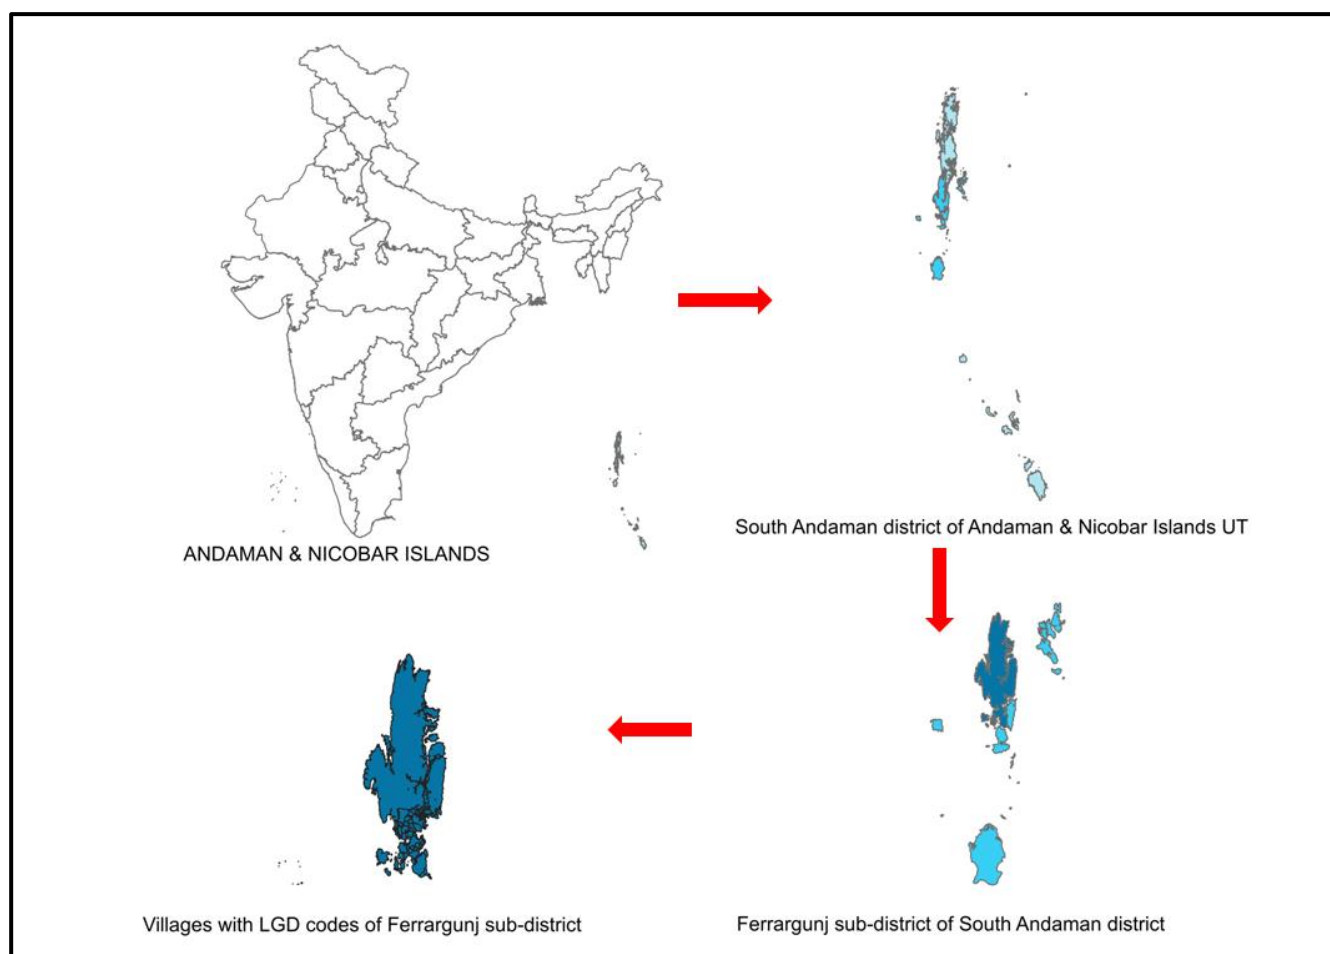 ANDAMAN & NICOBAR ISLANDS
South Andaman district of Andaman & Nicobar Islands UT
Villages with LGD codes of Ferrargunj sub-district
Ferrargunj sub-district of South Andaman district